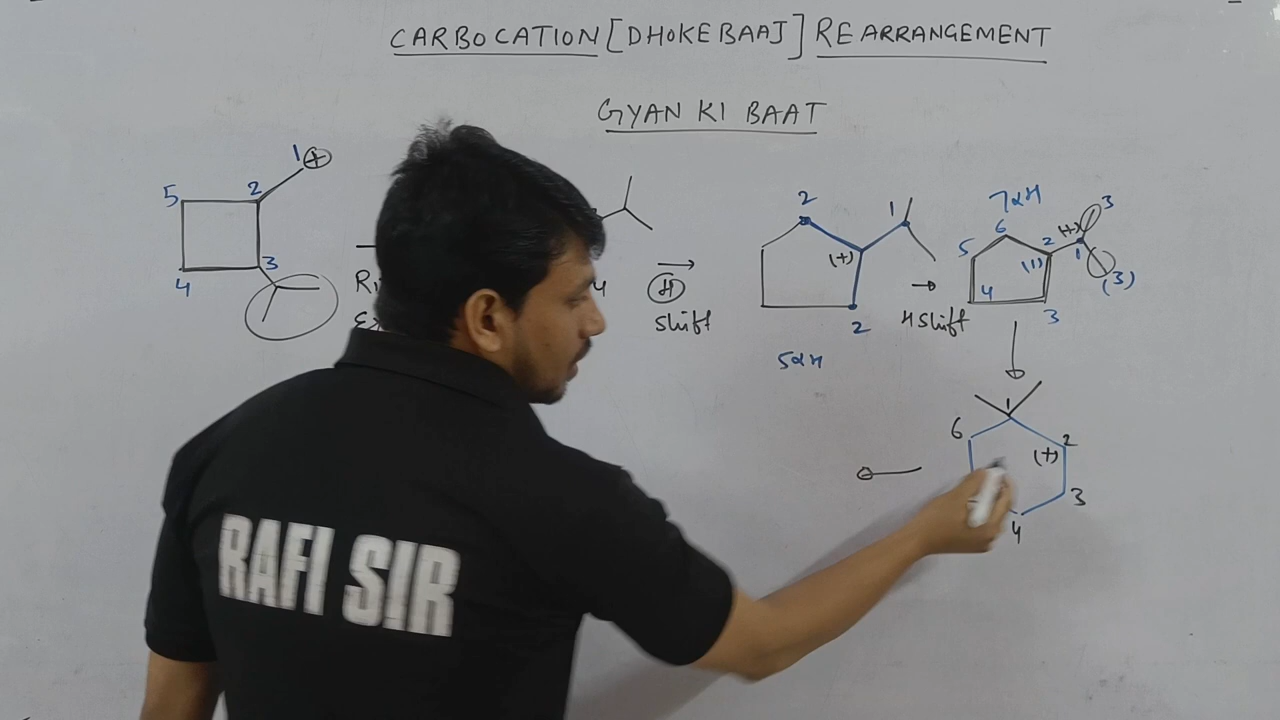 CARBOCATION [DHOKEBAAJ] REARRANGEMENT
GYAN KI BAAT
1 (+)
5 2
3
4
4
(H)
shift
2 1
(+)
2
5αH
H shift
7αH
6 2 (+) 1 3
5 (1) (3)
4 3
1
6 2
(+)
3
4
RAFI SIR